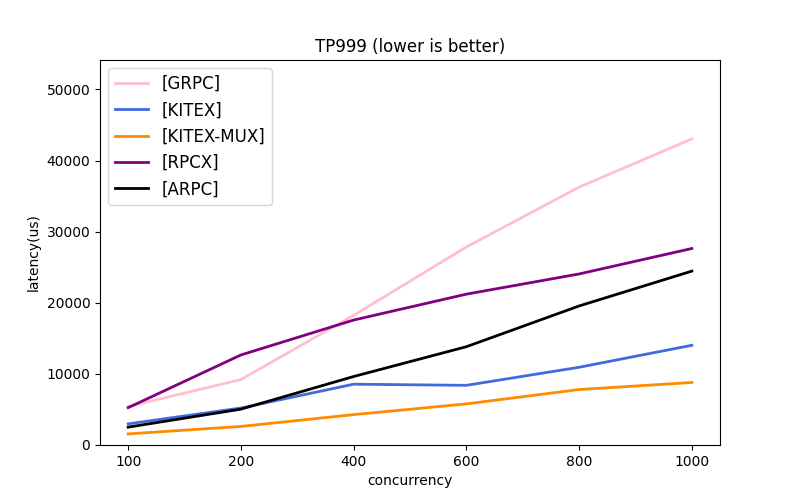 TP999 (lower is better)
[GRPC]
[KITEX]
[KITEX-MUX]
[RPCX]
[ARPC]
50000
40000
30000
20000
10000
0
latency(us)
100 200 400 600 800 1000
concurrency